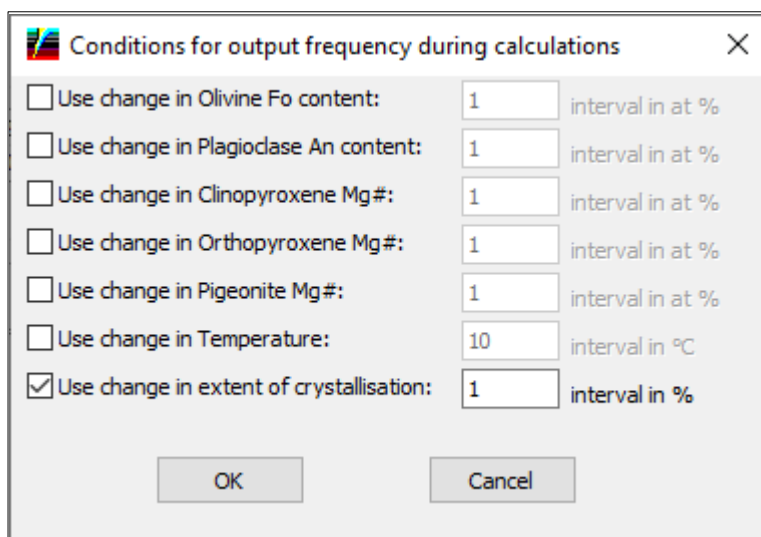 Conditions for output frequency during calculations
Use change in Olivine Fo content: 1 interval in at %
Use change in Plagioclase An content: 1 interval in at %
Use change in Clinopyroxene Mg#: 1 interval in at %
Use change in Orthopyroxene Mg#: 1 interval in at %
Use change in Pigeonite Mg#: 1 interval in at %
Use change in Temperature: 10 interval in °C
Use change in extent of crystallisation: 1 interval in %
OK Cancel